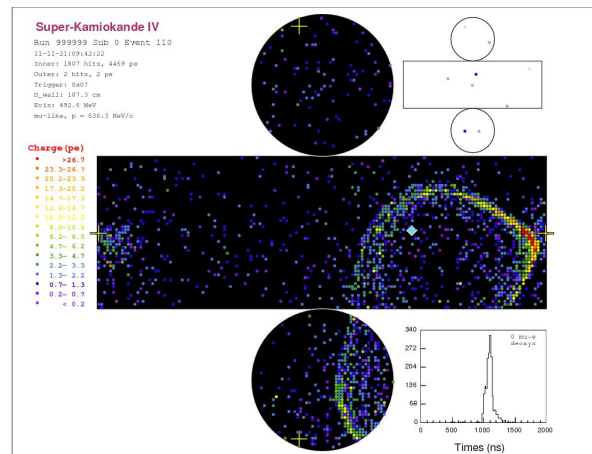 Super-Kamiokande IV
Run 999999 Sub 0 Event 110
11-11-21:09:42:22
Inner: 1807 hits, 4469 pe
Outer: 2 hits, 2 pe
Trigger: 0x07
D_wall: 187.3 cm
Evis: 492.6 MeV
mu-like, p = 636.3 MeV/c
Charge(pe)
>26.7
23.3-26.7
20.2-23.3
17.3-20.2
14.7-17.3
12.2-14.7
10.0-12.2
8.0-10.0
6.2- 8.0
4.7- 6.2
3.3- 4.7
2.2- 3.3
1.3- 2.2
0.7- 1.3
0.2- 0.7
< 0.2
0 mu-e
decays
340
272
204
136
68
0
0 500 1000 1500 2000
Times (ns)